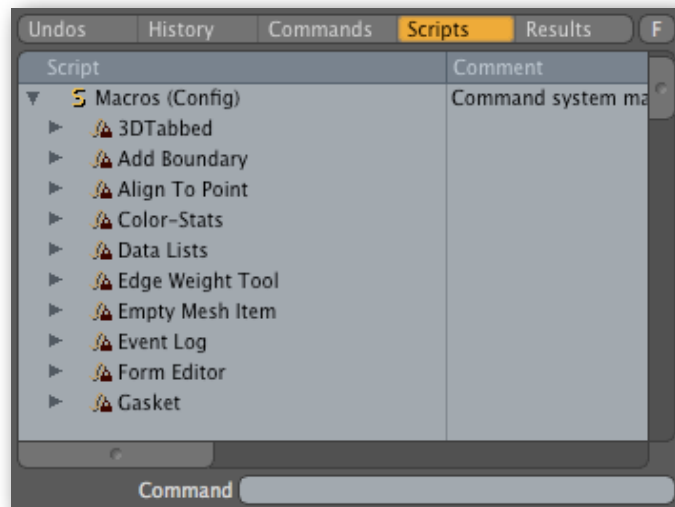 Undos History Commands Scripts Results F
Script Comment
Macros (Config) Command system ma
3DTabbed
Add Boundary
Align To Point
Color-Stats
Data Lists
Edge Weight Tool
Empty Mesh Item
Event Log
Form Editor
Gasket
Command